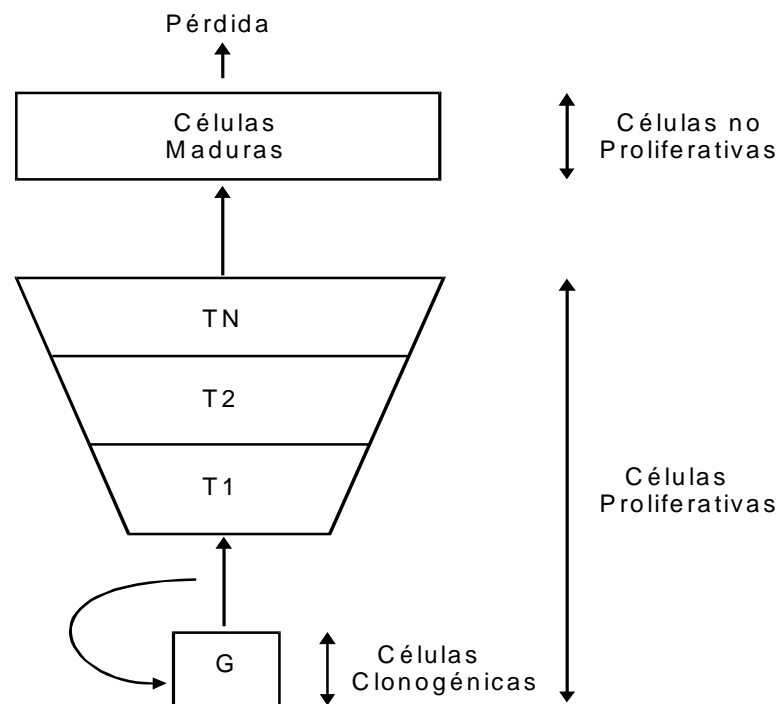 Pérdida
Células
Maduras
Células no
Proliferativas
TN
T2
T1
Células
Proliferativas
G
Células
Clonogénicas